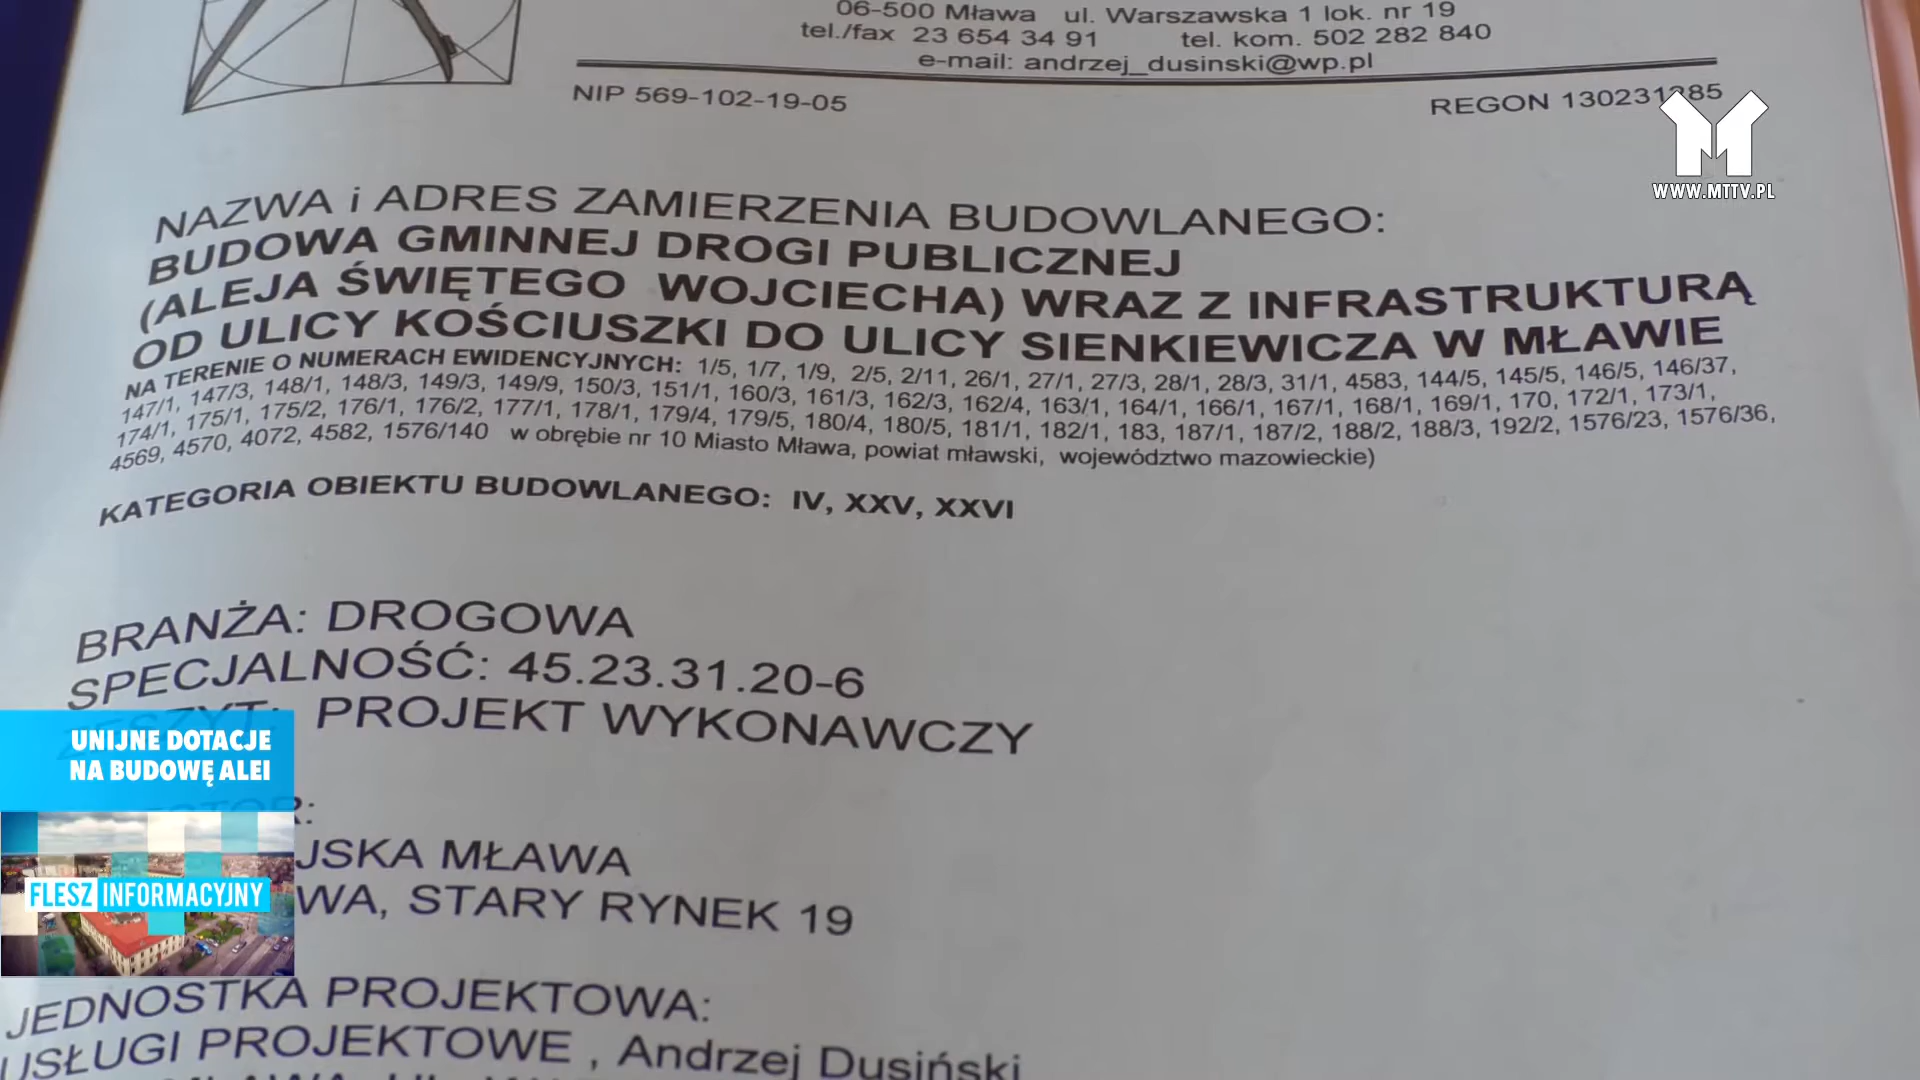 06-500 Mława ul. Warszawska 1 lok. nr 19
tel./fax 23 654 34 91 tel. kom. 502 282 840
e-mail: andrzej_dusinski@wp.pl
NIP 569-102-19-05 REGON
WWW.MTTV.PL
NAZWA i ADRES ZAMIERZENIA BUDOWLANEGO:
BUDOWA GMINNEJ DROGI PUBLICZNEJ
(ALEJA ŚWIĘTEGO WOJCIECHA) WRAZ Z INFRASTRUKTURĄ
OD ULICY KOŚCIUSZKI DO ULICY SIENKIEWICZA W MŁAWIE
NA TERENIE O NUMERACH EWIDENCYJNYCH: 1/5, 1/7, 1/9, 2/5, 2/11, 26/1, 27/1, 27/3, 28/1, 28/3, 31/1, 4583, 144/5, 145/5, 146/5, 146/37,
147/1, 147/3, 148/1, 148/3, 149/3, 149/9, 150/3, 151/1, 160/3, 161/3, 162/3, 162/4, 163/1, 164/1, 166/1, 167/1, 168/1, 169/1, 170, 172/1, 173/1,
174/1, 175/1, 175/2, 176/1, 176/2, 177/1, 178/1, 179/4, 179/5, 180/4, 180/5, 181/1, 182/1, 183, 187/1, 187/2, 188/2, 188/3, 192/2, 1576/23, 1576/36,
4569, 4570, 4072, 4582, 1576/140 w obrębie nr 10 Miasto Mława, powiat mławski, województwo mazowieckie)
KATEGORIA OBIEKTU BUDOWLANEGO: IV, XXV, XXVI
BRANŻA: DROGOWA
SPECJALNOŚĆ: 45.23.31.20-6
ZESZYT: PROJEKT WYKONAWCZY
UNIJNE DOTACJE
NA BUDOWĘ ALEI
JSKA MŁAWA
FLESZ INFORMACYJNY
WA, STARY RYNEK 19
JEDNOSTKA PROJEKTOWA:
USŁUGI PROJEKTOWE , Andrzej Dusiński